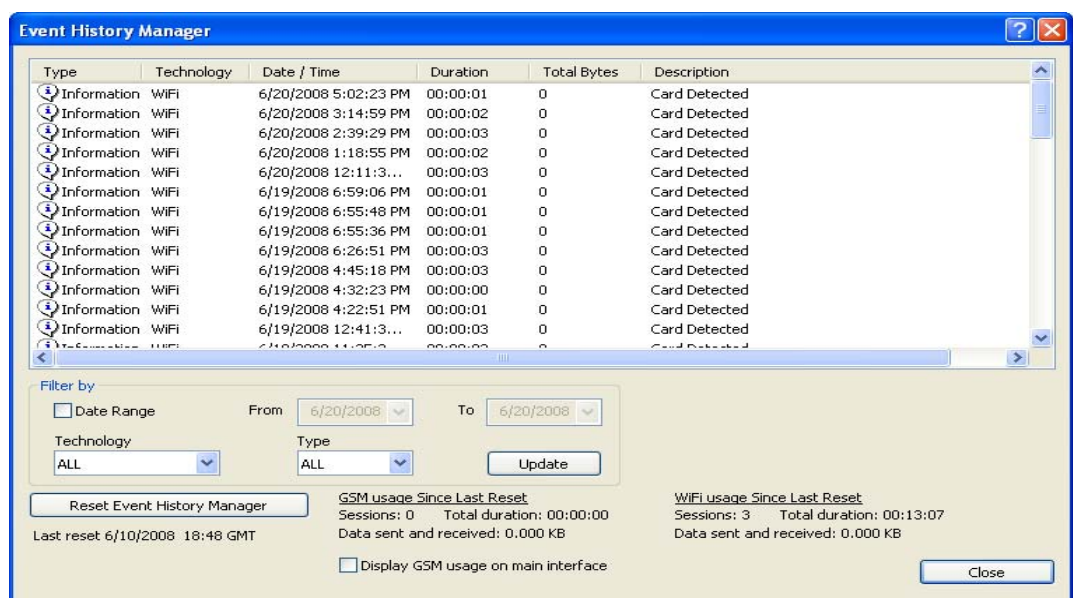 Event History Manager
Type Technology Date / Time Duration Total Bytes Description
Information WiFi 6/20/2008 5:02:23 PM 00:00:01 0 Card Detected
Information WiFi 6/20/2008 3:14:59 PM 00:00:02 0 Card Detected
Information WiFi 6/20/2008 2:39:29 PM 00:00:03 0 Card Detected
Information WiFi 6/20/2008 1:18:55 PM 00:00:02 0 Card Detected
Information WiFi 6/20/2008 12:11:3... 00:00:03 0 Card Detected
Information WiFi 6/19/2008 6:59:06 PM 00:00:01 0 Card Detected
Information WiFi 6/19/2008 6:55:48 PM 00:00:01 0 Card Detected
Information WiFi 6/19/2008 6:55:36 PM 00:00:01 0 Card Detected
Information WiFi 6/19/2008 6:26:51 PM 00:00:03 0 Card Detected
Information WiFi 6/19/2008 4:45:18 PM 00:00:03 0 Card Detected
Information WiFi 6/19/2008 4:32:23 PM 00:00:00 0 Card Detected
Information WiFi 6/19/2008 4:22:51 PM 00:00:01 0 Card Detected
Information WiFi 6/19/2008 12:41:3... 00:00:03 0 Card Detected
Filter by
Date Range From 6/20/2008 To 6/20/2008
Technology Type
ALL ALL Update
Reset Event History Manager
Last reset 6/10/2008 18:48 GMT
GSM usage Since Last Reset
Sessions: 0 Total duration: 00:00:00
Data sent and received: 0.000 KB
Display GSM usage on main interface
WiFi usage Since Last Reset
Sessions: 3 Total duration: 00:13:07
Data sent and received: 0.000 KB
Close